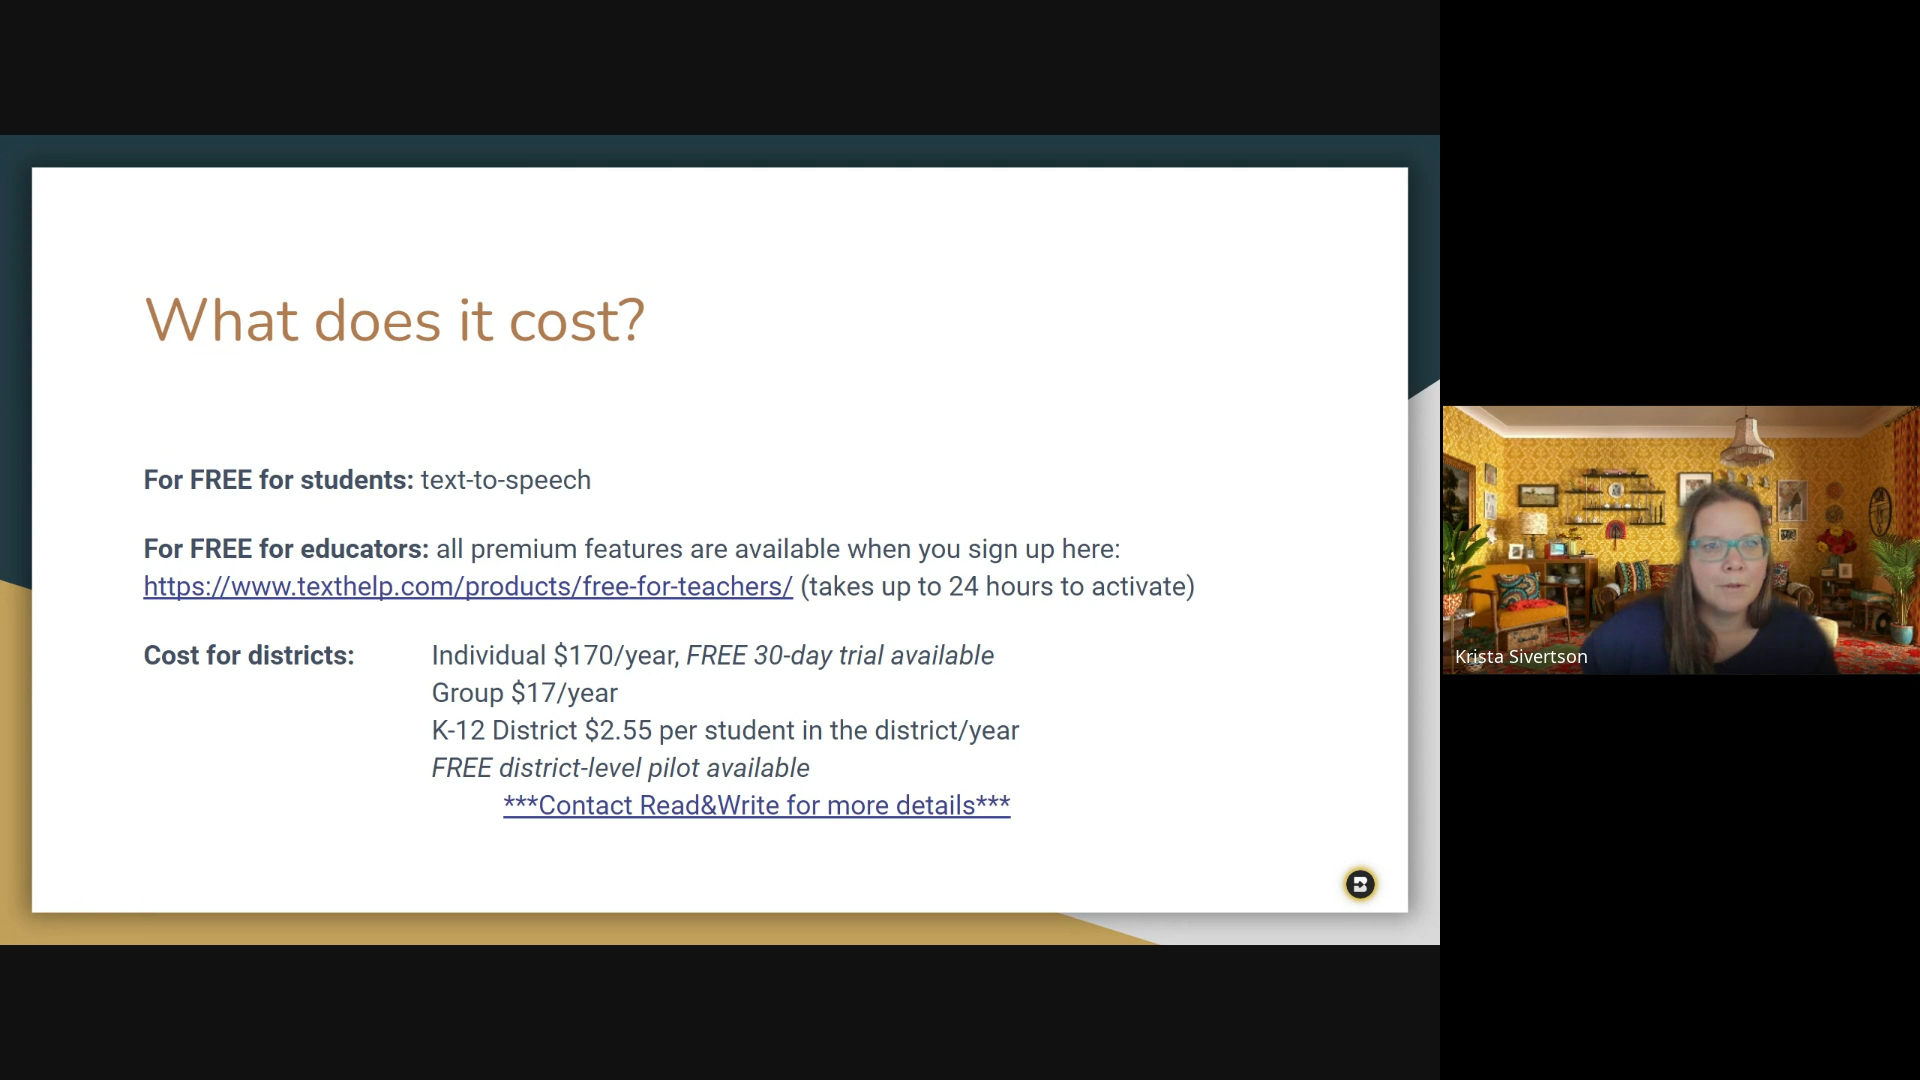 What does it cost?
For FREE for students: text-to-speech
For FREE for educators: all premium features are available when you sign up here:
https://www.texthelp.com/products/free-for-teachers/ (takes up to 24 hours to activate)
Cost for districts: Individual $170/year, FREE 30-day trial available
Group $17/year
K-12 District $2.55 per student in the district/year
FREE district-level pilot available
***Contact Read&Write for more details***
Krista Sivertson